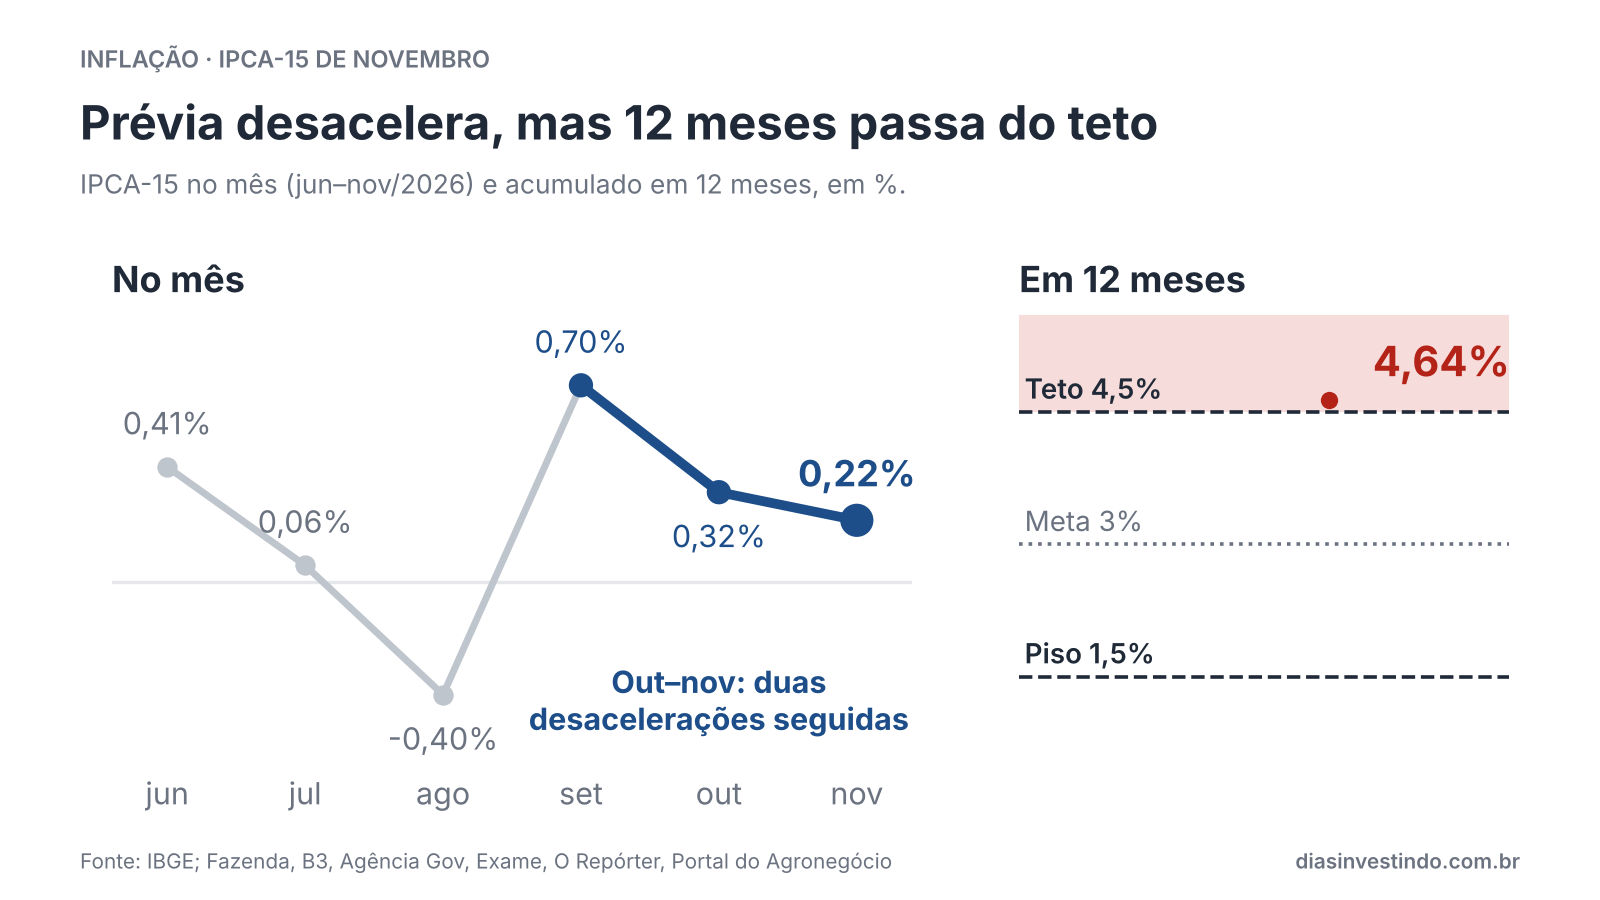 INFLAÇÃO · IPCA-15 DE NOVEMBRO
Prévia desacelera, mas 12 meses passa do teto
IPCA-15 no mês (jun–nov/2026) e acumulado em 12 meses, em %.
No mês
0,41%
0,06%
-0,40%
0,70%
0,32%
0,22%
Out–nov: duas
desacelerações seguidas
jun
jul
ago
set
out
nov
Em 12 meses
4,64%
Teto 4,5%
Meta 3%
Piso 1,5%
Fonte: IBGE; Fazenda, B3, Agência Gov, Exame, O Repórter, Portal do Agronegócio
diasinvestindo.com.br